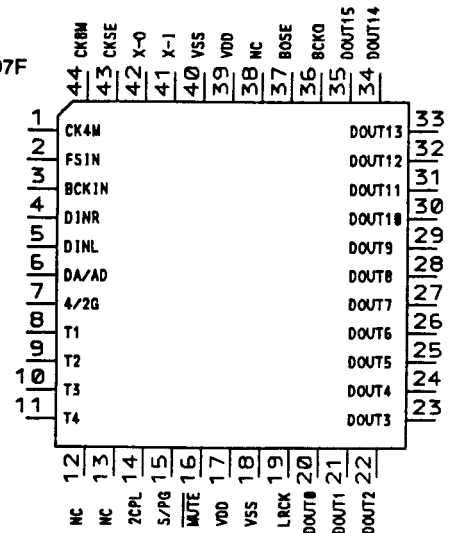 07F
CK8M CKSE X-O X-I VSS VDD NC BOSE BCKO DOUT15 DOUT14
44 43 42 41 40 39 38 37 36 35 34
1 CK4M DOUT13 33
2 FSIN DOUT12 32
3 BCKIN DOUT11 31
4 DINR DOUT10 30
5 DINL DOUT9 29
6 DA/AD DOUT8 28
7 4/2G DOUT7 27
8 T1 DOUT6 26
9 T2 DOUT5 25
10 T3 DOUT4 24
11 T4 DOUT3 23
12 13 14 15 16 17 18 19 20 21 22
NC NC 2CPL S/PG MUTE VDD VSS LRCK DOUT0 DOUT1 DOUT2